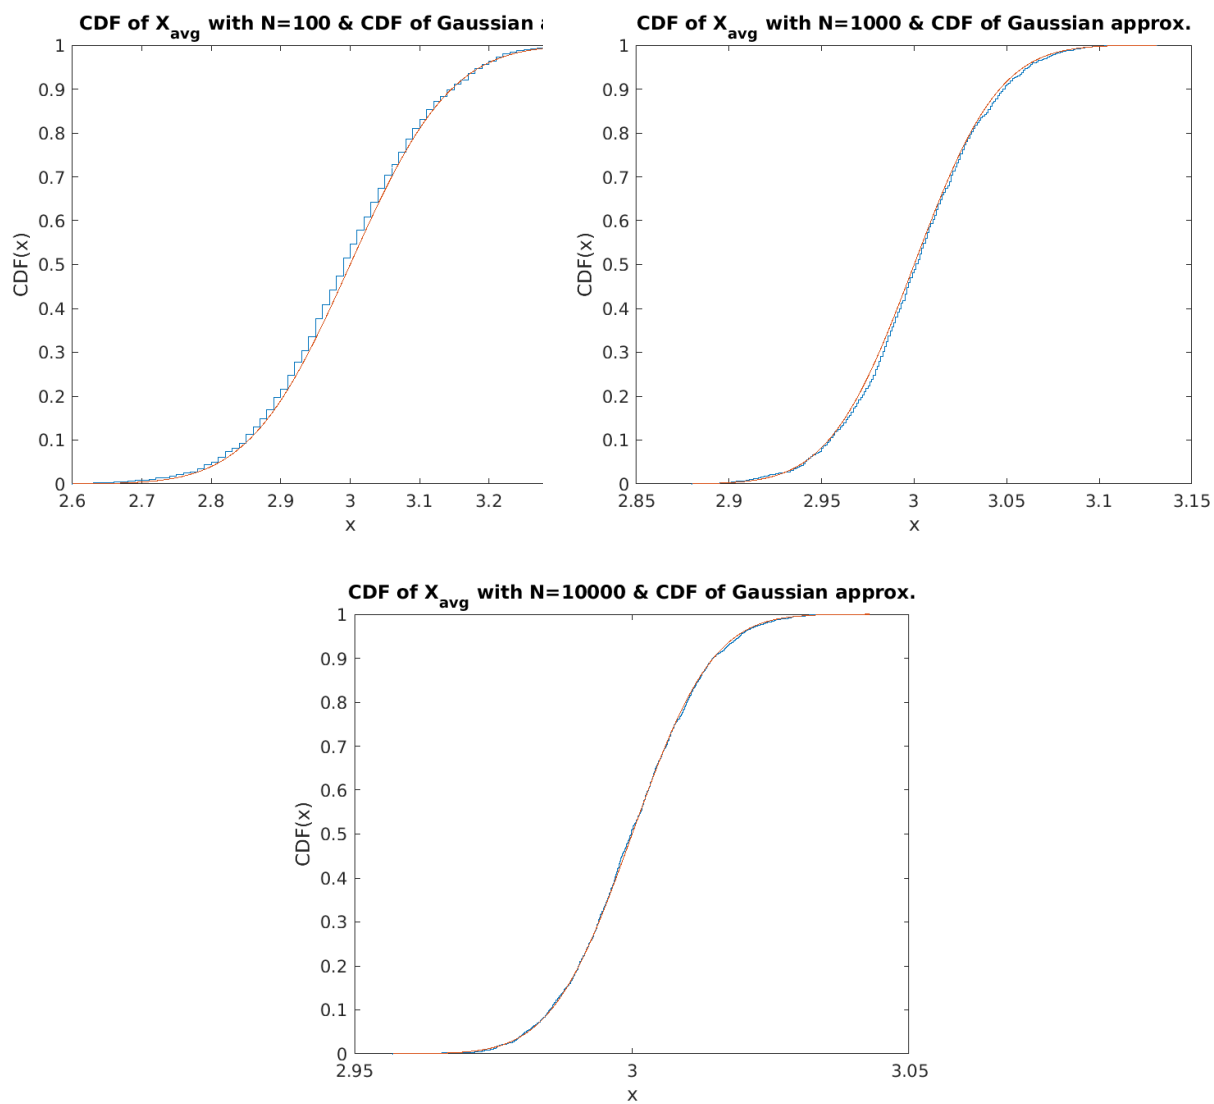 CDF of X_avg with N=100 & CDF of Gaussian
1
0.9
0.8
0.7
0.6
0.5
0.4
0.3
0.2
0.1
0
CDF(x)
2.6 2.7 2.8 2.9 3 3.1 3.2
x
CDF of X_avg with N=1000 & CDF of Gaussian approx.
1
0.9
0.8
0.7
0.6
0.5
0.4
0.3
0.2
0.1
0
CDF(x)
2.85 2.9 2.95 3 3.05 3.1 3.15
x
CDF of X_avg with N=10000 & CDF of Gaussian approx.
1
0.9
0.8
0.7
0.6
0.5
0.4
0.3
0.2
0.1
0
CDF(x)
2.95 3 3.05
x